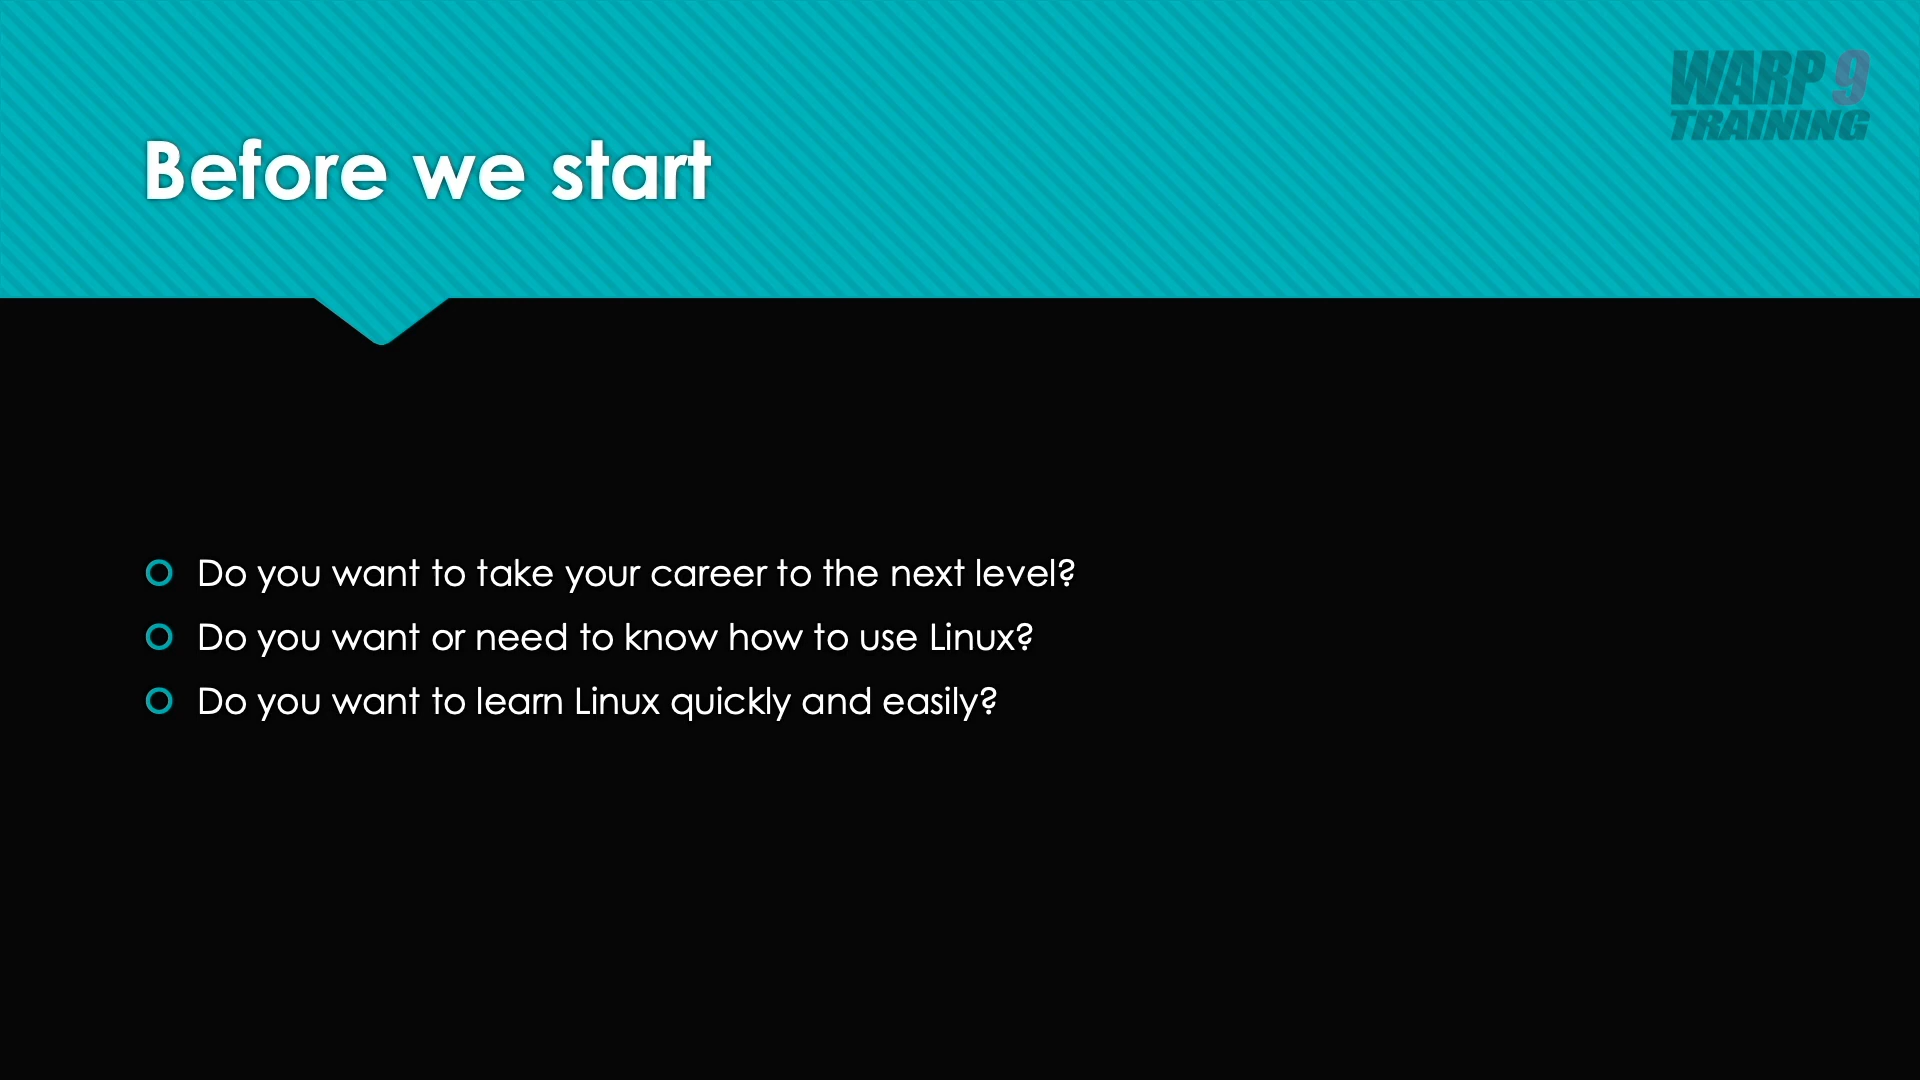 WARP 9
TRAINING
Before we start
Do you want to take your career to the next level?
Do you want or need to know how to use Linux?
Do you want to learn Linux quickly and easily?